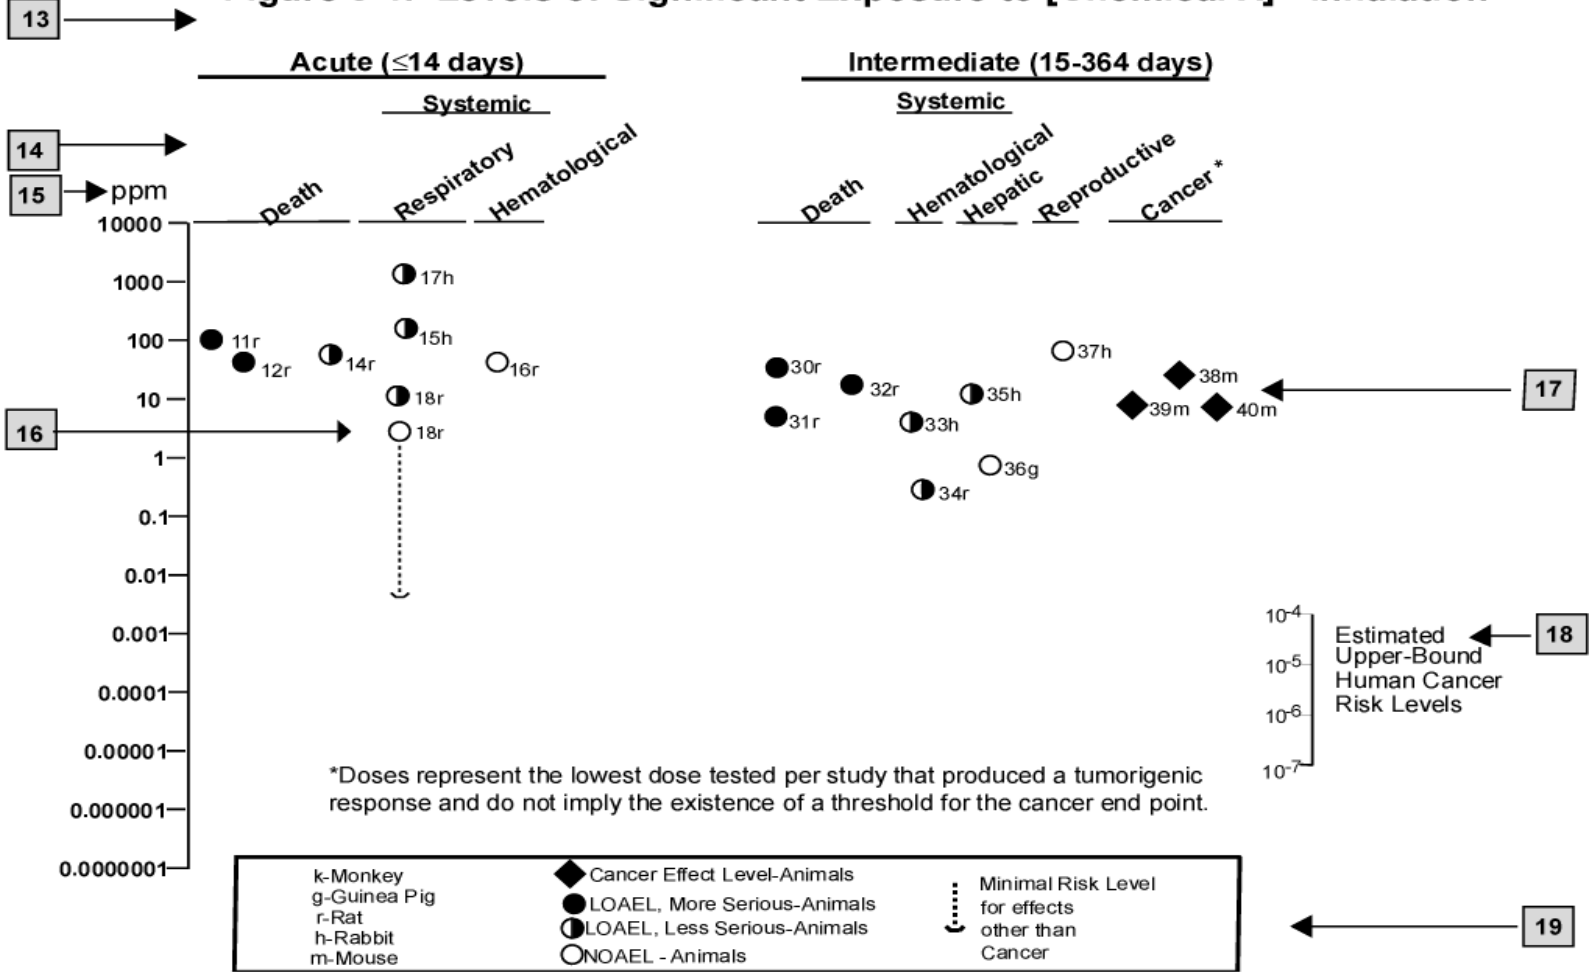 13
Acute (≤14 days)
Intermediate (15-364 days)
Systemic
Systemic
14
15
ppm
Death
Respiratory
Hematological
Death
Hematological
Hepatic
Reproductive
Cancer*
10000
1000
100
10
1
0.1
0.01
0.001
0.0001
0.00001
0.000001
0.0000001
17h
11r
15h
12r
14r
16r
18r
16
18r
30r
37h
32r
38m
17
31r
35h
39m
40m
33h
36g
34r
10-4
10-5
10-6
10-7
Estimated
Upper-Bound
Human Cancer
Risk Levels
18
*Doses represent the lowest dose tested per study that produced a tumorigenic
response and do not imply the existence of a threshold for the cancer end point.
k-Monkey
g-Guinea Pig
r-Rat
h-Rabbit
m-Mouse
Cancer Effect Level-Animals
LOAEL, More Serious-Animals
LOAEL, Less Serious-Animals
NOAEL - Animals
Minimal Risk Level
for effects
other than
Cancer
19